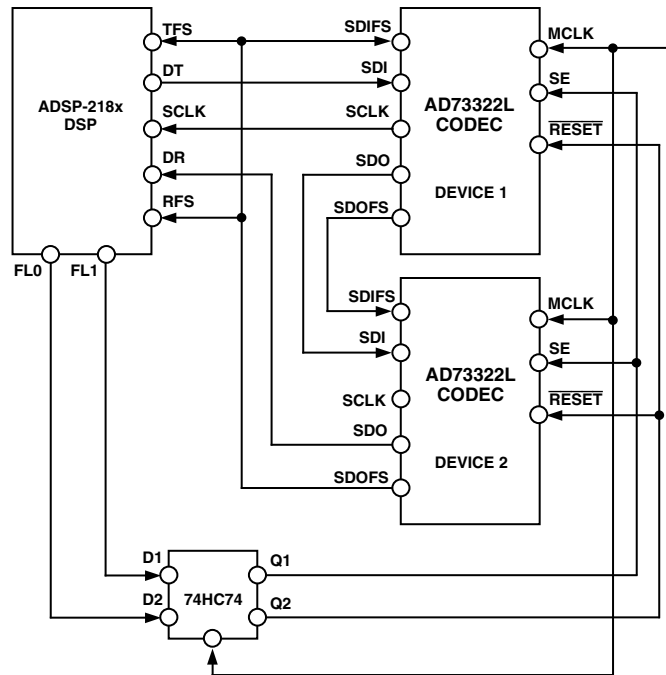 TFS
DT
SCLK
DR
RFS
ADSP-218x
DSP
FL0
FL1
SDIFS
SDI
SCLK
SDO
SDOFS
AD73322L
CODEC
DEVICE 1
MCLK
SE
RESET
SDIFS
SDI
SCLK
SDO
SDOFS
AD73322L
CODEC
DEVICE 2
MCLK
SE
RESET
D1
D2
74HC74
Q1
Q2